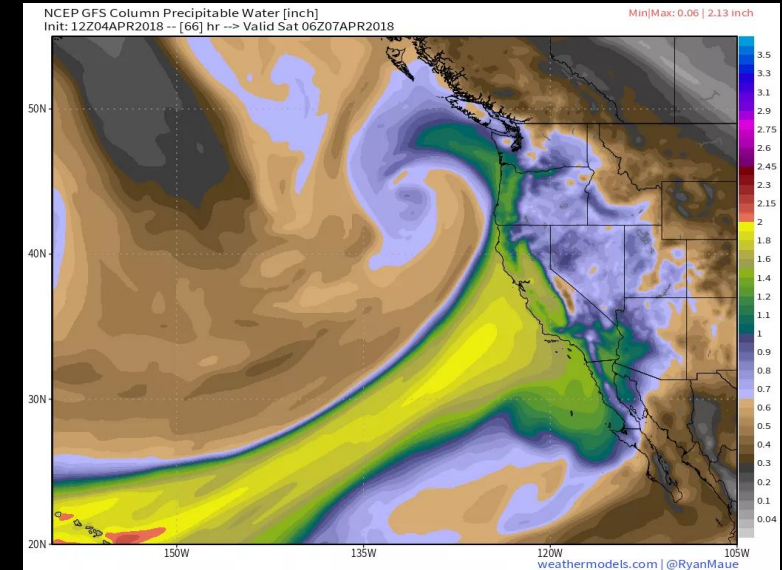 NCEP GFS Column Precipitable Water [inch]
Min|Max: 0.06 | 2.13 inch
Init: 12Z04APR2018 -- [66] hr --> Valid Sat 06Z07APR2018
3.5
3.3
3.1
2.9
2.75
2.6
2.45
2.3
2.15
2
1.8
1.6
1.4
1.2
1.1
1
0.9
0.8
0.7
0.6
0.5
0.4
0.3
0.2
0.1
0.04
50N
40N
30N
20N
150W
135W
120W
105W
weathermodels.com | @RyanMaue